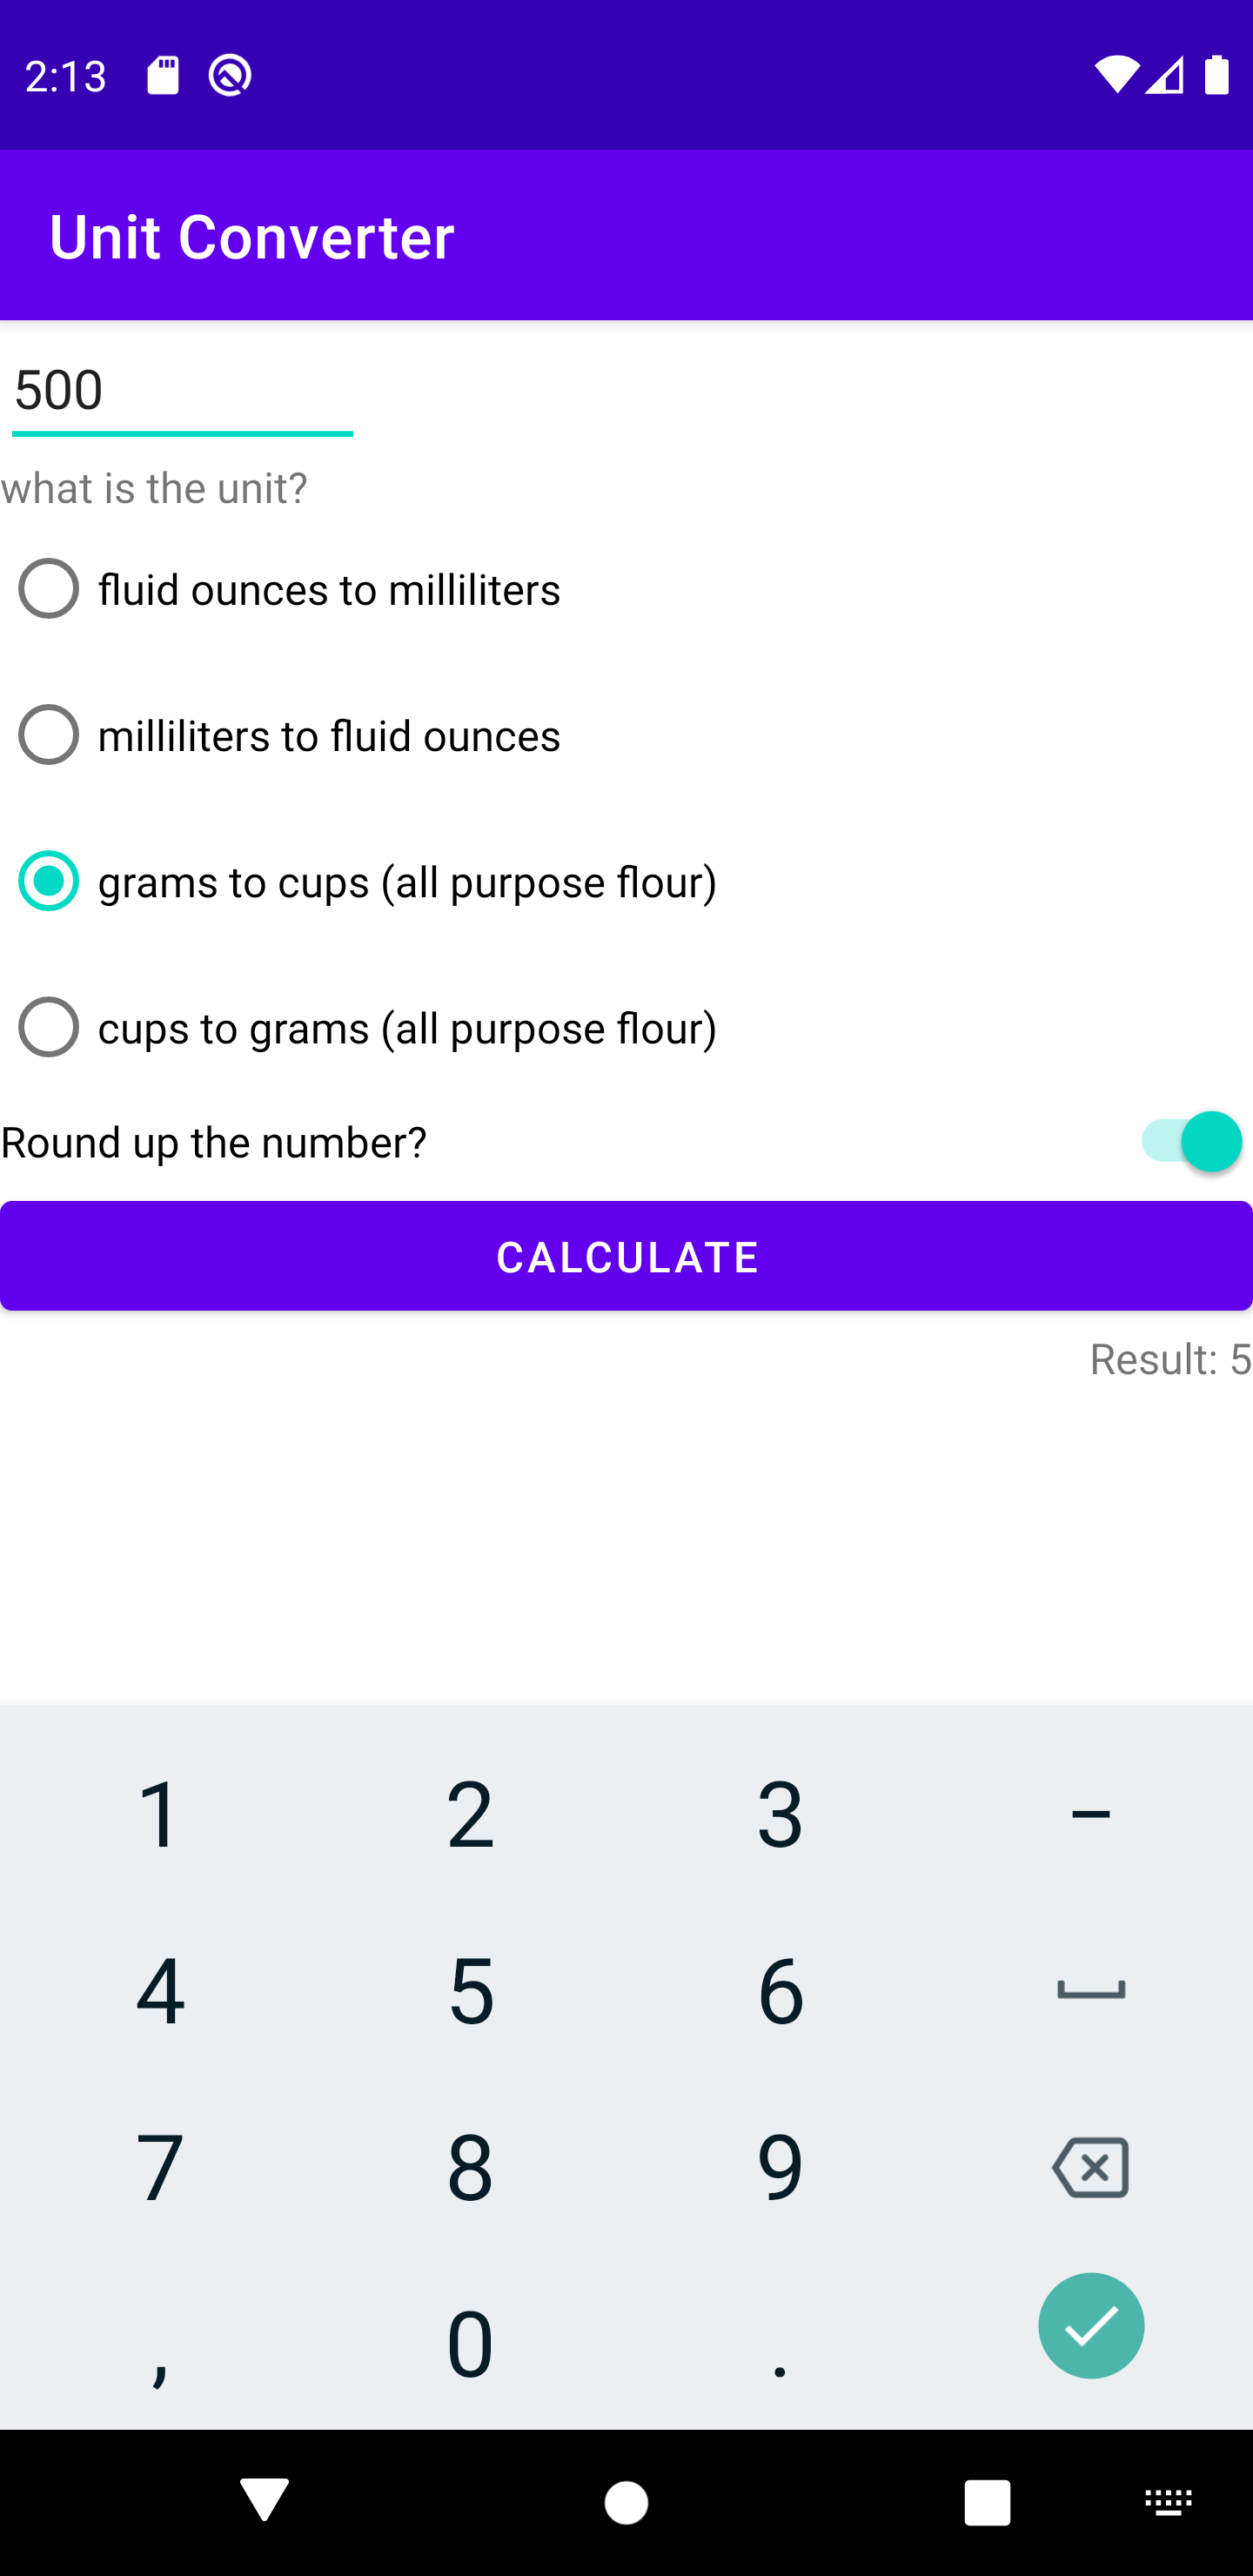 2:13
Unit Converter
500
what is the unit?
fluid ounces to milliliters
milliliters to fluid ounces
grams to cups (all purpose flour)
cups to grams (all purpose flour)
Round up the number?
CALCULATE
Result: 5
1 2 3 –
4 5 6
7 8 9
, 0 .